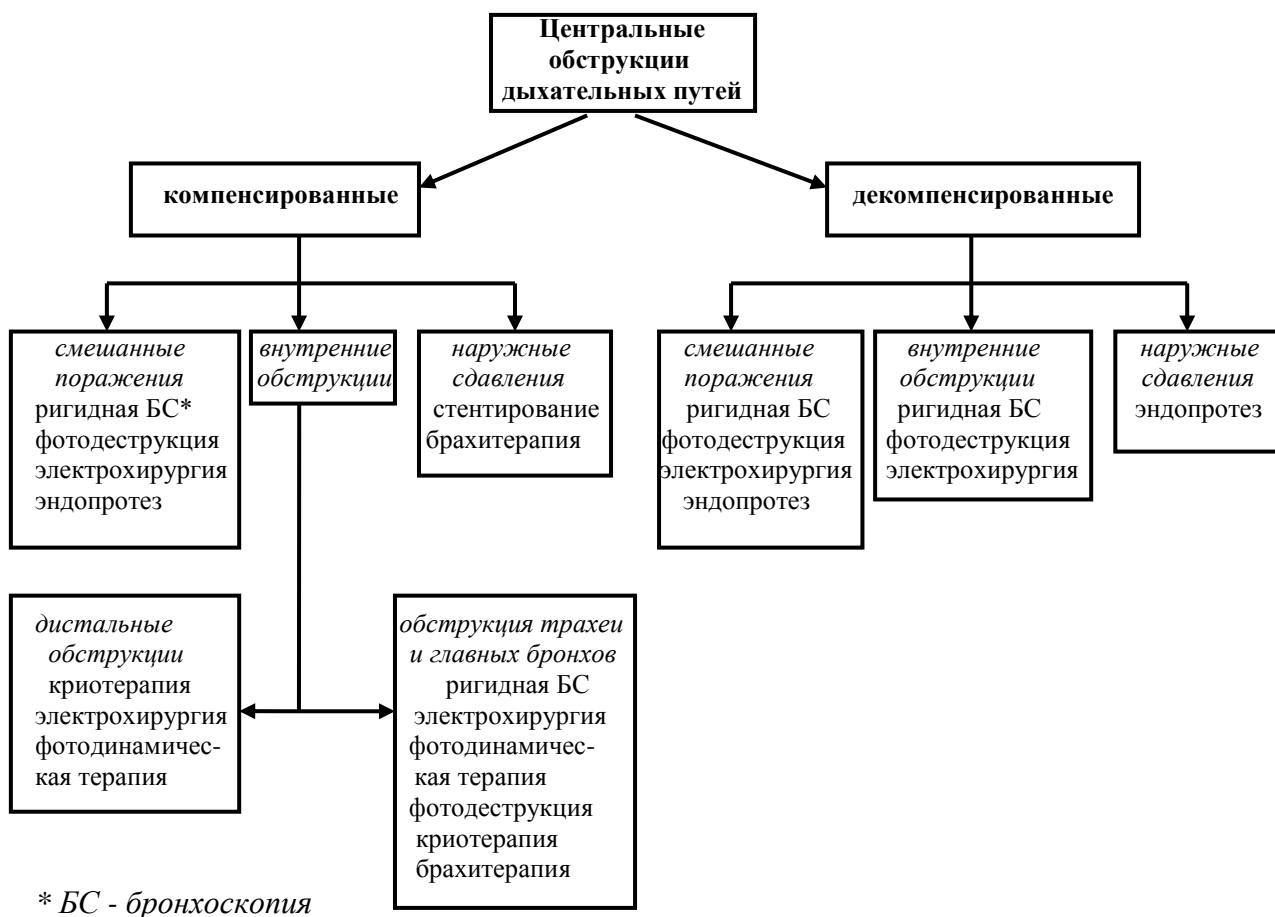 Центральные
обструкции
дыхательных путей
компенсированные
декомпенсированные
смешанные
поражения
ригидная БС*
фотодеструкция
электрохирургия
эндопротез
внутренние
обструкции
наружные
сдавления
стентирование
брахитерапия
смешанные
поражения
ригидная БС
фотодеструкция
электрохирургия
эндопротез
внутренние
обструкции
ригидная БС
фотодеструкция
электрохирургия
наружные
сдавления
эндопротез
дистальные
обструкции
криотерапия
электрохирургия
фотодинамичес-
кая терапия
обструкция трахеи
и главных бронхов
ригидная БС
электрохирургия
фотодинамичес-
кая терапия
фотодеструкция
криотерапия
брахитерапия
* БС - бронхоскопия